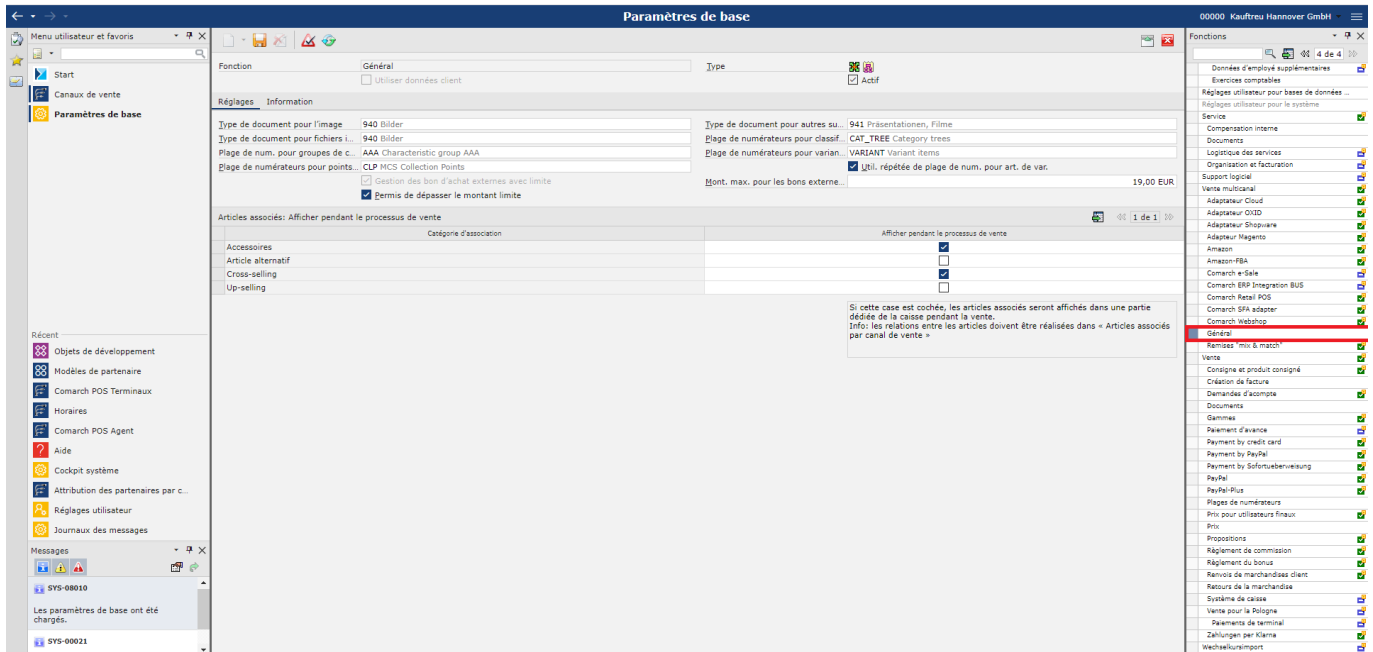 Paramètres de base
00000 Kauftreu Hannover GmbH
Menu utilisateur et favoris
Start
Canaux de vente
Paramètres de base
Récent
Objets de développement
Modèles de partenaire
Comarch POS Terminaux
Horaires
Comarch POS Agent
Aide
Cockpit système
Attribution des partenaires par c...
Réglages utilisateur
Journaux des messages
Messages
SYS-08010
Les paramètres de base ont été
chargés.
SYS-00021
Fonction Général Type
Utiliser données client Actif
Réglages Information
Type de document pour l'image 940 Bilder Type de document pour autres su... 941 Präsentationen, Filme
Type de document pour fichiers i... 940 Bilder Plage de numérateurs pour classif... CAT_TREE Category trees
Plage de num. pour groupes de c... AAA Characteristic group AAA Plage de numérateurs pour varian... VARIANT Variant items
Plage de numérateurs pour points... CLP MCS Collection Points Util. répétée de plage de num. pour art. de var.
Gestion des bon d'achat externes avec limite Mont. max. pour les bons externe... 19,00 EUR
Permis de dépasser le montant limite
Articles associés: Afficher pendant le processus de vente 1 de 1
Catégorie d'association Afficher pendant le processus de vente
Accessoires
Article alternatif
Cross-selling
Up-selling
Si cette case est cochée, les articles associés seront affichés dans une partie
dédiée de la caisse pendant la vente.
Info: les relations entre les articles doivent être réalisées dans « Articles associés
par canal de vente »
Fonctions
4 de 4
Données d'employé supplémentaires
Exercices comptables
Réglages utilisateur pour bases de données ...
Réglages utilisateur pour le système
Service
Compensation interne
Documents
Logistique des services
Organisation et facturation
Support logiciel
Vente multicanal
Adaptateur Cloud
Adaptateur OXID
Adaptateur Shopware
Adapteur Magento
Amazon
Amazon-FBA
Comarch e-Sale
Comarch ERP Integration BUS
Comarch Retail POS
Comarch SFA adapter
Comarch Webshop
Général
Remises "mix & match"
Vente
Consigne et produit consigné
Création de facture
Demandes d'acompte
Documents
Gammes
Paiement d'avance
Payment by credit card
Payment by PayPal
Payment by Sofortueberweisung
PayPal
PayPal-Plus
Plages de numérateurs
Prix pour utilisateurs finaux
Prix
Propositions
Règlement de commission
Règlement du bonus
Renvois de marchandises client
Retours de la marchandise
Système de caisse
Vente pour la Pologne
Paiements de terminal
Zahlungen per Klarna
Wechselkursimport